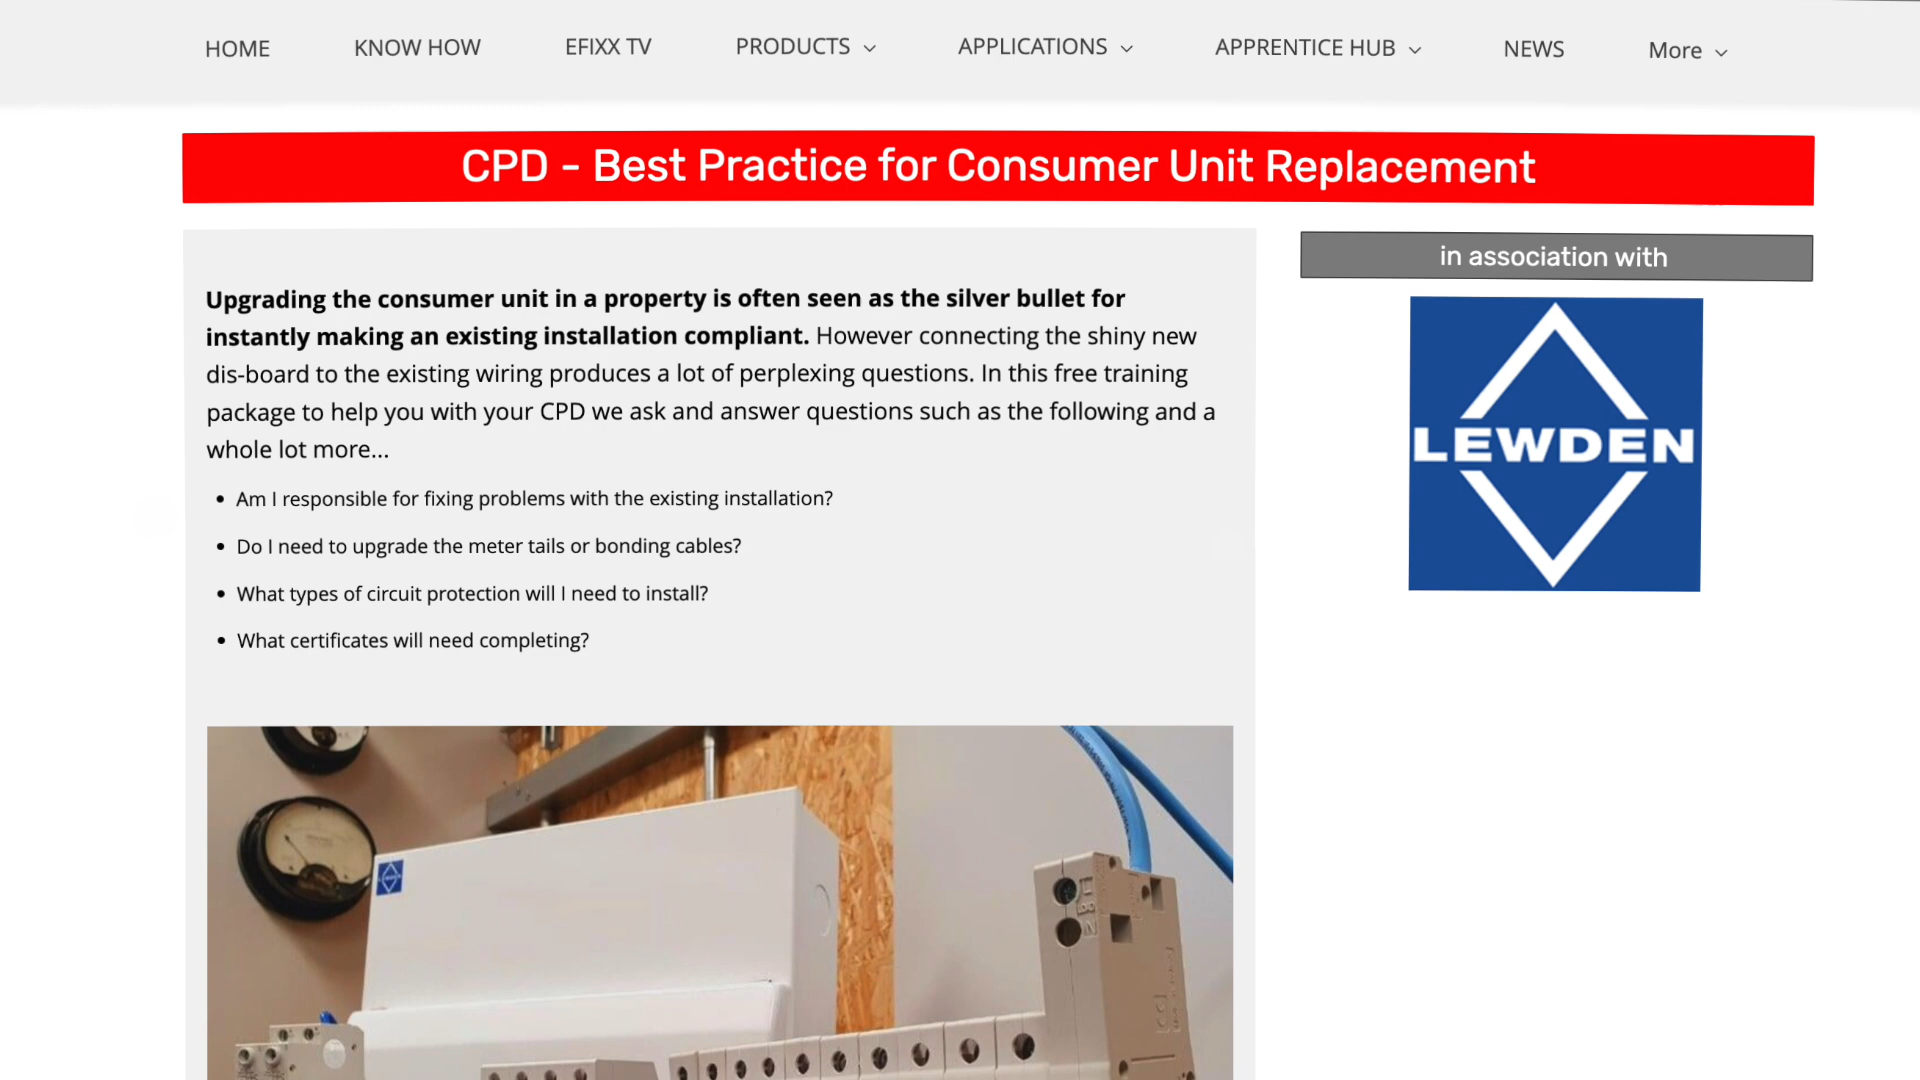 HOME KNOW HOW EFIXX TV PRODUCTS APPLICATIONS APPRENTICE HUB NEWS More
CPD - Best Practice for Consumer Unit Replacement
Upgrading the consumer unit in a property is often seen as the silver bullet for
instantly making an existing installation compliant. However connecting the shiny new
dis-board to the existing wiring produces a lot of perplexing questions. In this free training
package to help you with your CPD we ask and answer questions such as the following and a
whole lot more...
• Am I responsible for fixing problems with the existing installation?
• Do I need to upgrade the meter tails or bonding cables?
• What types of circuit protection will I need to install?
• What certificates will need completing?
in association with
LEWDEN